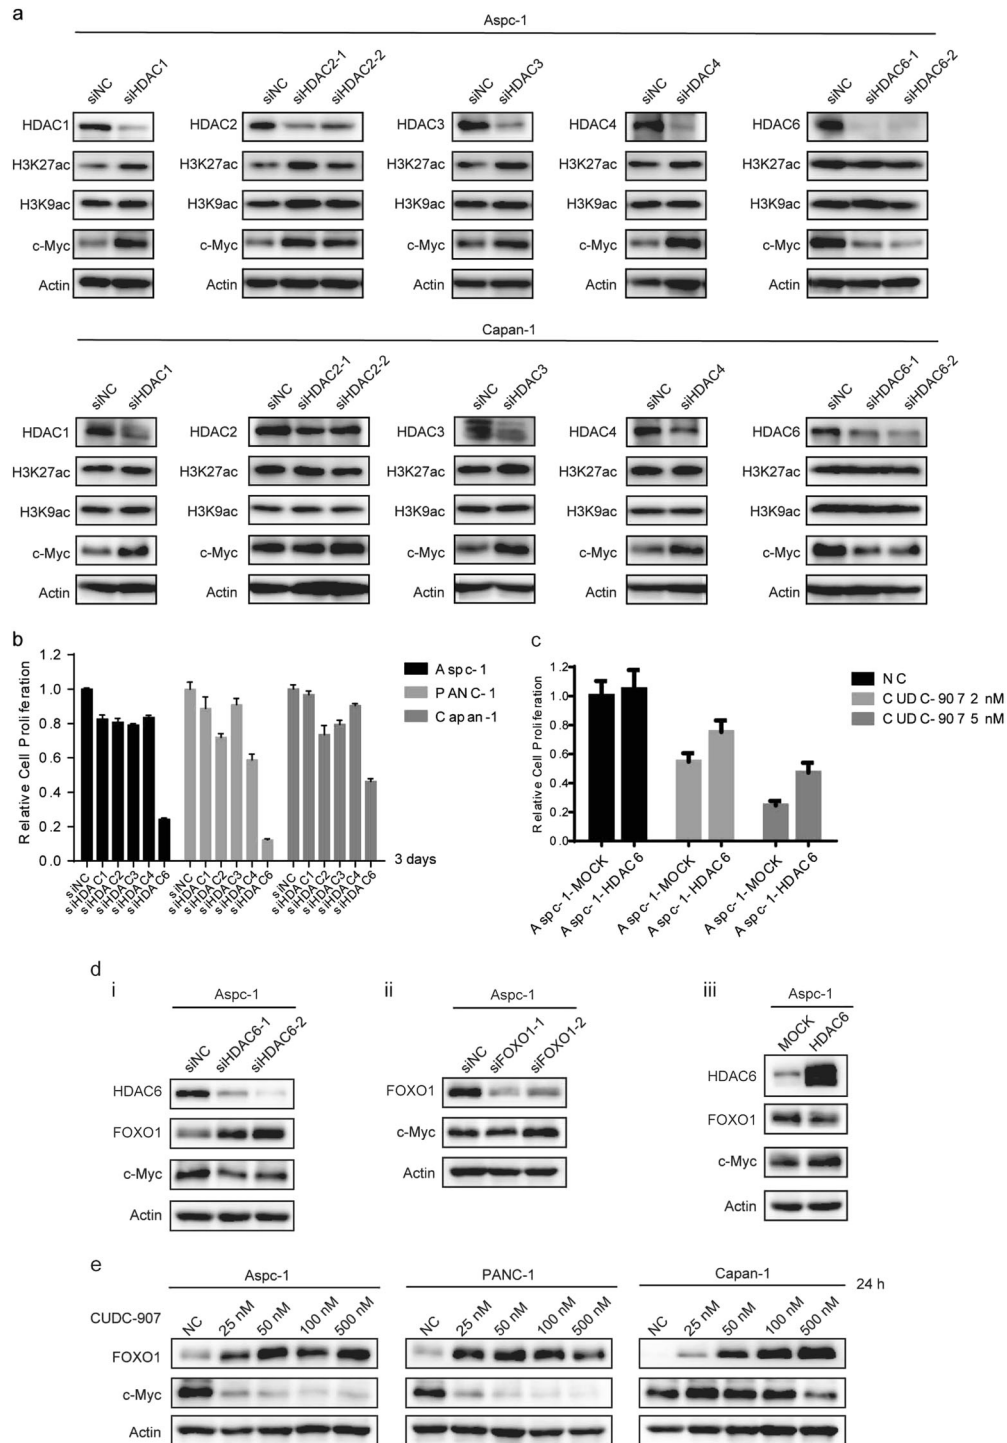 a
Aspc-1
siNC siHDAC1 siNC siHDAC2-1 siHDAC2-2 siNC siHDAC3 siNC siHDAC4 siNC siHDAC6-1 siHDAC6-2
HDAC1 HDAC2 HDAC3 HDAC4 HDAC6
H3K27ac H3K27ac H3K27ac H3K27ac H3K27ac
H3K9ac H3K9ac H3K9ac H3K9ac H3K9ac
c-Myc c-Myc c-Myc c-Myc c-Myc
Actin Actin Actin Actin Actin
Capan-1
siNC siHDAC1 siNC siHDAC2-1 siHDAC2-2 siNC siHDAC3 siNC siHDAC4 siNC siHDAC6-1 siHDAC6-2
HDAC1 HDAC2 HDAC3 HDAC4 HDAC6
H3K27ac H3K27ac H3K27ac H3K27ac H3K27ac
H3K9ac H3K9ac H3K9ac H3K9ac H3K9ac
c-Myc c-Myc c-Myc c-Myc c-Myc
Actin Actin Actin Actin Actin
b
Relative Cell Proliferation
1.2
1.0
0.8
0.6
0.4
0.2
0.0
siNC siHDAC1 siHDAC2 siHDAC3 siHDAC4 siHDAC6 siNC siHDAC1 siHDAC2 siHDAC3 siHDAC4 siHDAC6 siNC siHDAC1 siHDAC2 siHDAC3 siHDAC4 siHDAC6
3 days
Aspc-1
PANC-1
Capan-1
c
Relative Cell Proliferation
1.2
1.0
0.8
0.6
0.4
0.2
0.0
Aspc-1-MOCK Aspc-1-HDAC6 Aspc-1-MOCK Aspc-1-HDAC6 Aspc-1-MOCK Aspc-1-HDAC6
NC
CUDC-907 2 nM
CUDC-907 5 nM
d
i
Aspc-1
siNC siHDAC6-1 siHDAC6-2
HDAC6
FOXO1
c-Myc
Actin
ii
Aspc-1
siNC siFOXO1-1 siFOXO1-2
FOXO1
c-Myc
Actin
iii
Aspc-1
MOCK HDAC6
HDAC6
FOXO1
c-Myc
Actin
e
Aspc-1 PANC-1 Capan-1
24 h
CUDC-907 NC 25 nM 50 nM 100 nM 500 nM NC 25 nM 50 nM 100 nM 500 nM NC 25 nM 50 nM 100 nM 500 nM
FOXO1
c-Myc
Actin